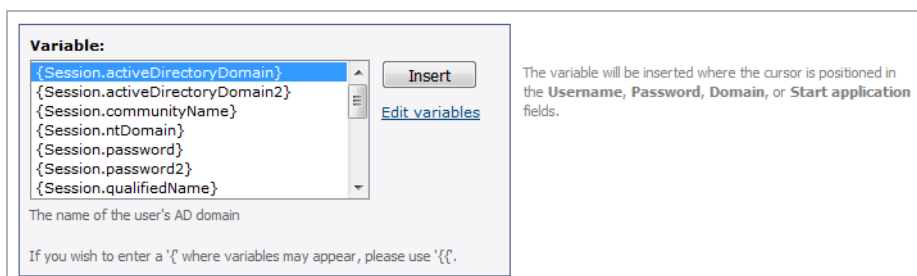 Variable:
{Session.activeDirectoryDomain}
{Session.activeDirectoryDomain2}
{Session.communityName}
{Session.ntDomain}
{Session.password}
{Session.password2}
{Session.qualifiedName}
Insert
Edit variables
The name of the user's AD domain
If you wish to enter a '{' where variables may appear, please use '{{'.
The variable will be inserted where the cursor is positioned in
the Username, Password, Domain, or Start application
fields.